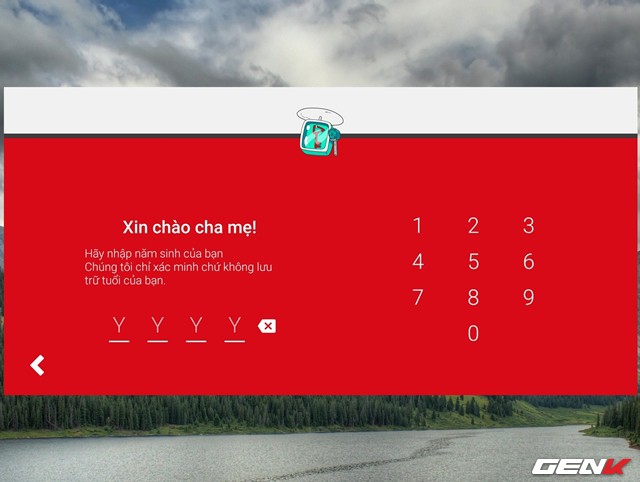 Xin chào cha mẹ!
Hãy nhập năm sinh của bạn
Chúng tôi chỉ xác minh chứ không lưu
trữ tuổi của bạn.
Y Y Y Y
1 2 3
4 5 6
7 8 9
0
GENK